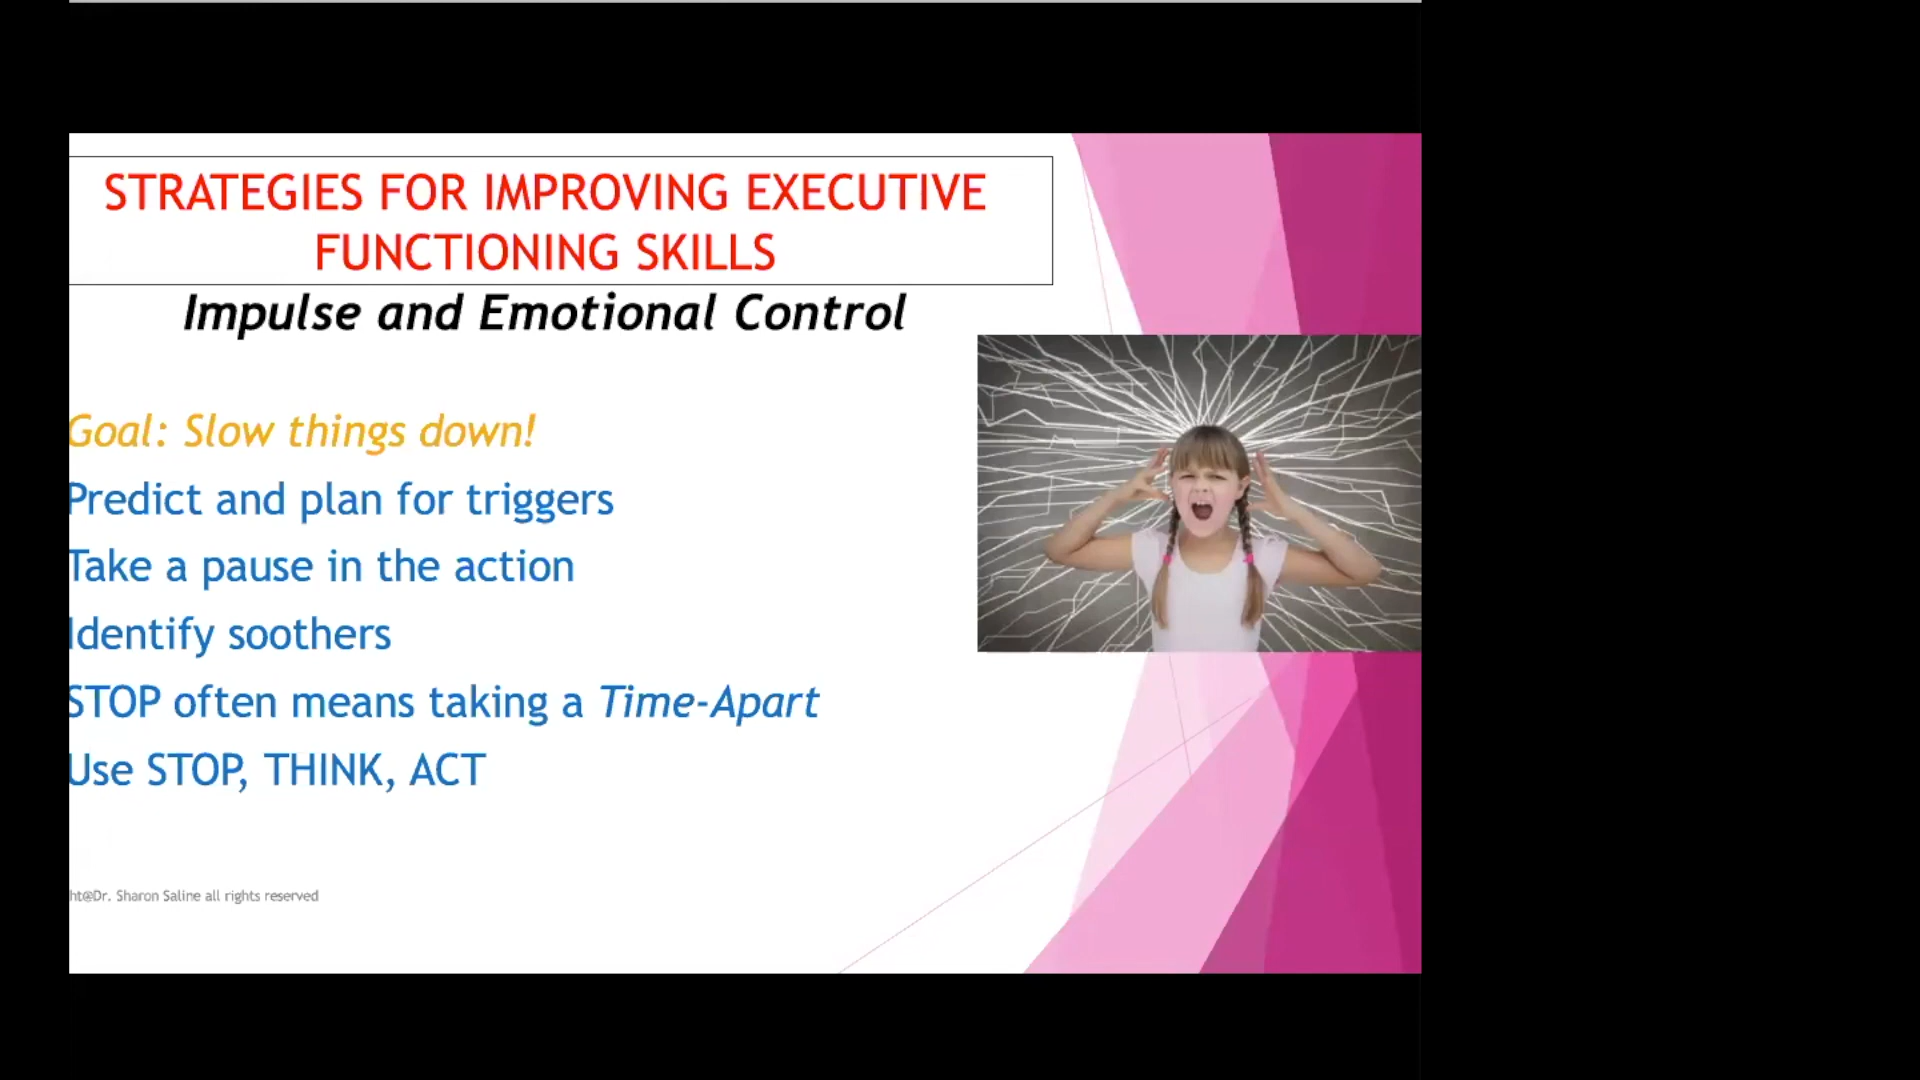 STRATEGIES FOR IMPROVING EXECUTIVE
FUNCTIONING SKILLS
Impulse and Emotional Control
Goal: Slow things down!
Predict and plan for triggers
Take a pause in the action
Identify soothers
STOP often means taking a Time-Apart
Use STOP, THINK, ACT
ht@Dr. Sharon Saline all rights reserved